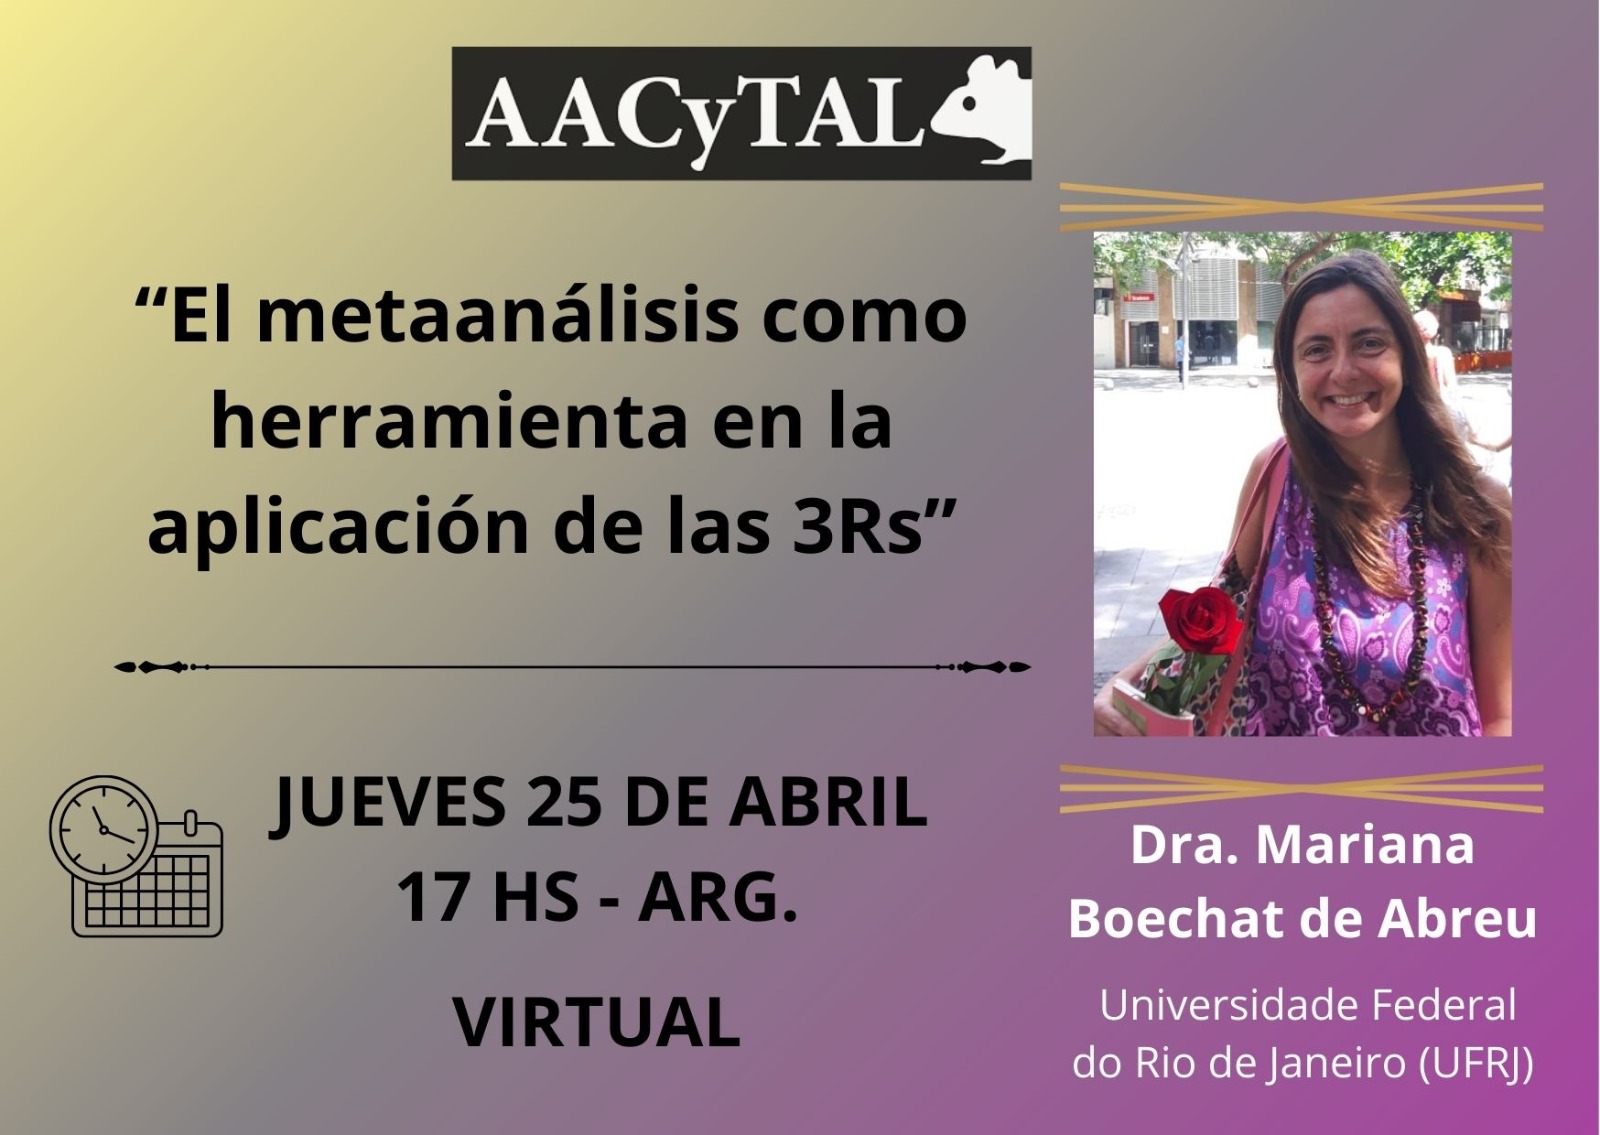 AACyTAL
“El metaanálisis como
herramienta en la
aplicación de las 3Rs”
JUEVES 25 DE ABRIL
17 HS - ARG.
VIRTUAL
Dra. Mariana
Boechat de Abreu
Universidade Federal
do Rio de Janeiro (UFRJ)